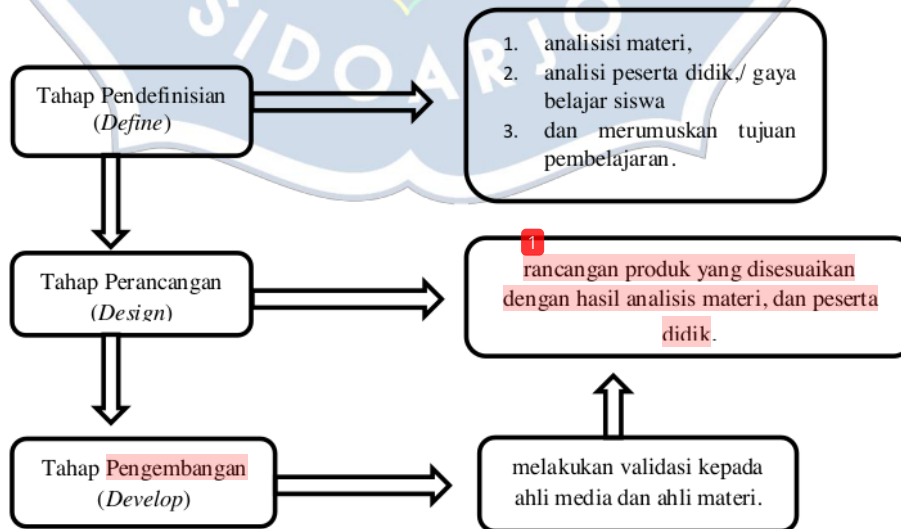 SIDOARJO
Tahap Pendefinisian
(Define)
1. analisisi materi,
2. analisi peserta didik,/ gaya
belajar siswa
3. dan merumuskan tujuan
pembelajaran.
Tahap Perancangan
(Design)
1
rancangan produk yang disesuaikan
dengan hasil analisis materi, dan peserta
didik.
Tahap Pengembangan
(Develop)
melakukan validasi kepada
ahli media dan ahli materi.